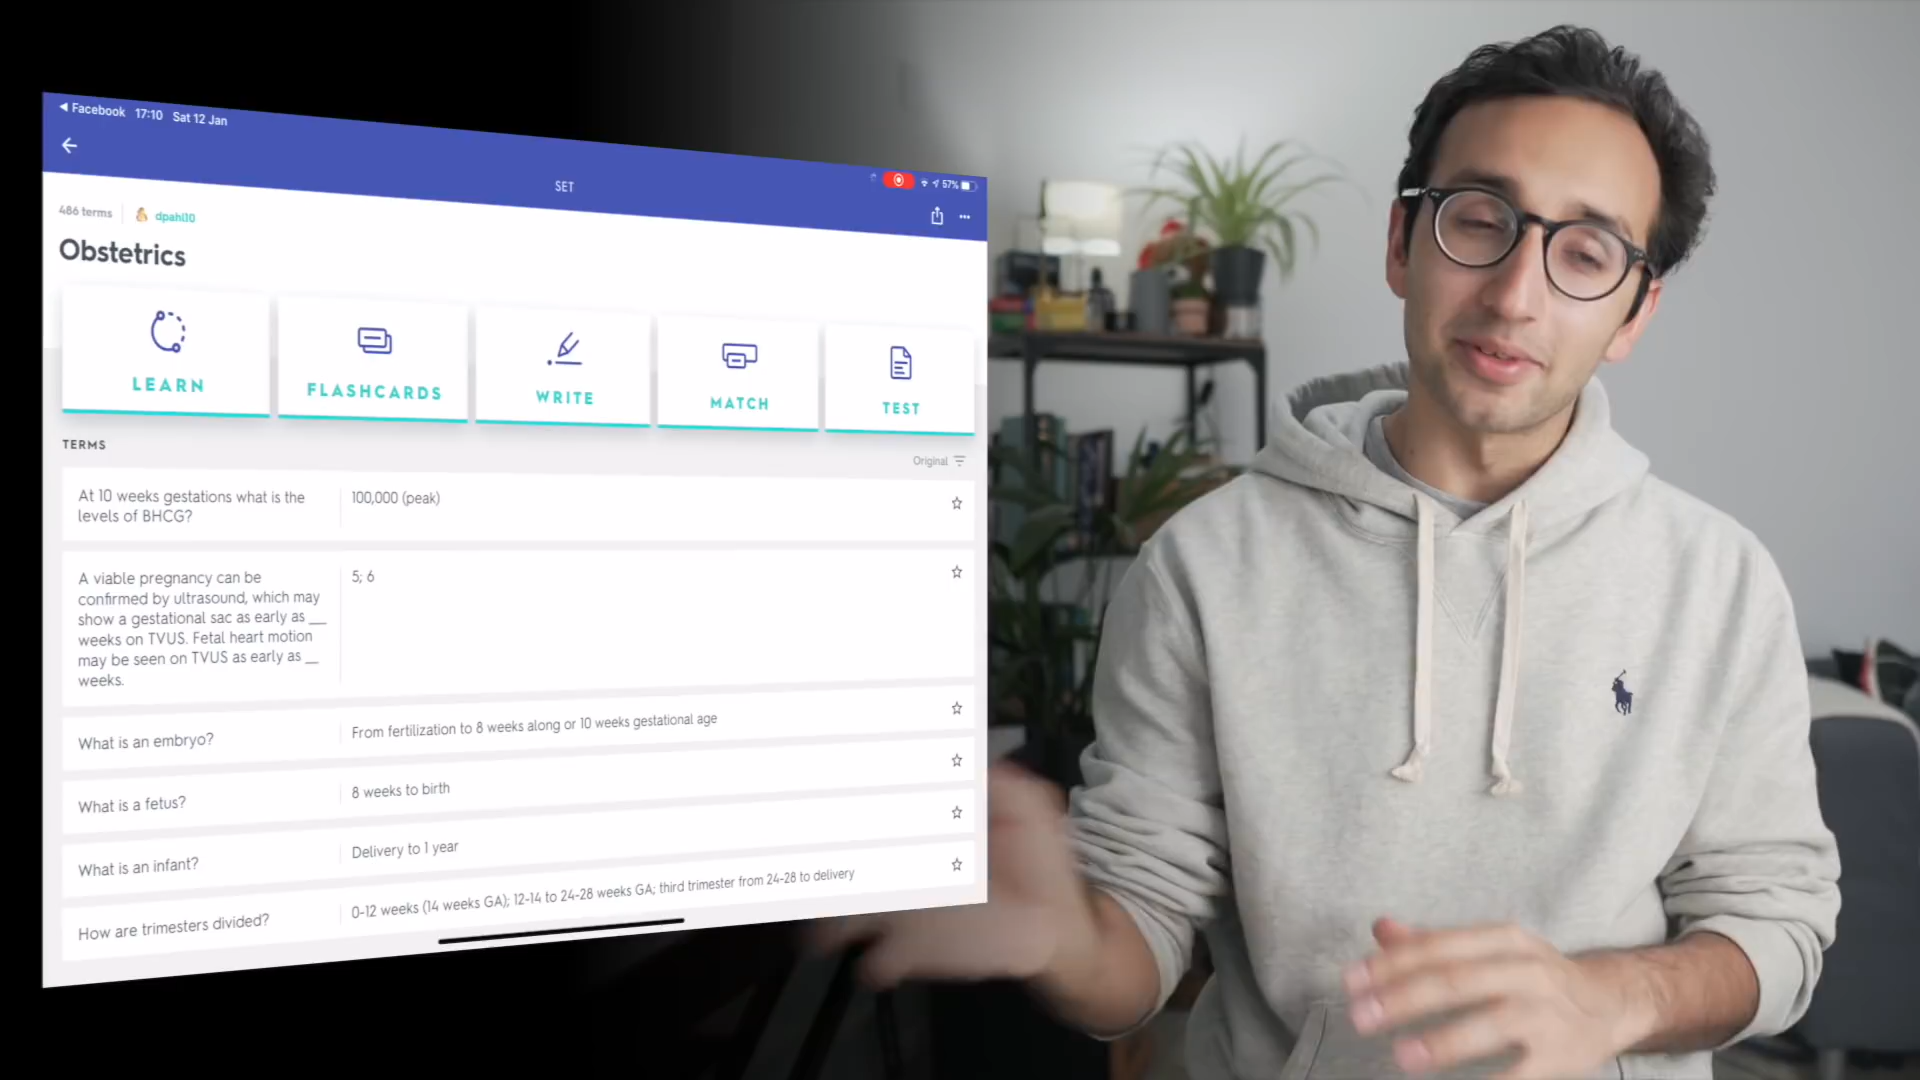 Facebook 17:10 Sat 12 Jan
57%
SET
486 terms dpahl10
Obstetrics
LEARN
FLASHCARDS
WRITE
MATCH
TEST
TERMS
Original
At 10 weeks gestations what is the
levels of BHCG?
100,000 (peak)
A viable pregnancy can be
confirmed by ultrasound, which may
show a gestational sac as early as __
weeks on TVUS. Fetal heart motion
may be seen on TVUS as early as __
weeks.
5; 6
What is an embryo?
From fertilization to 8 weeks along or 10 weeks gestational age
What is a fetus?
8 weeks to birth
What is an infant?
Delivery to 1 year
How are trimesters divided?
0-12 weeks (14 weeks GA); 12-14 to 24-28 weeks GA; third trimester from 24-28 to delivery